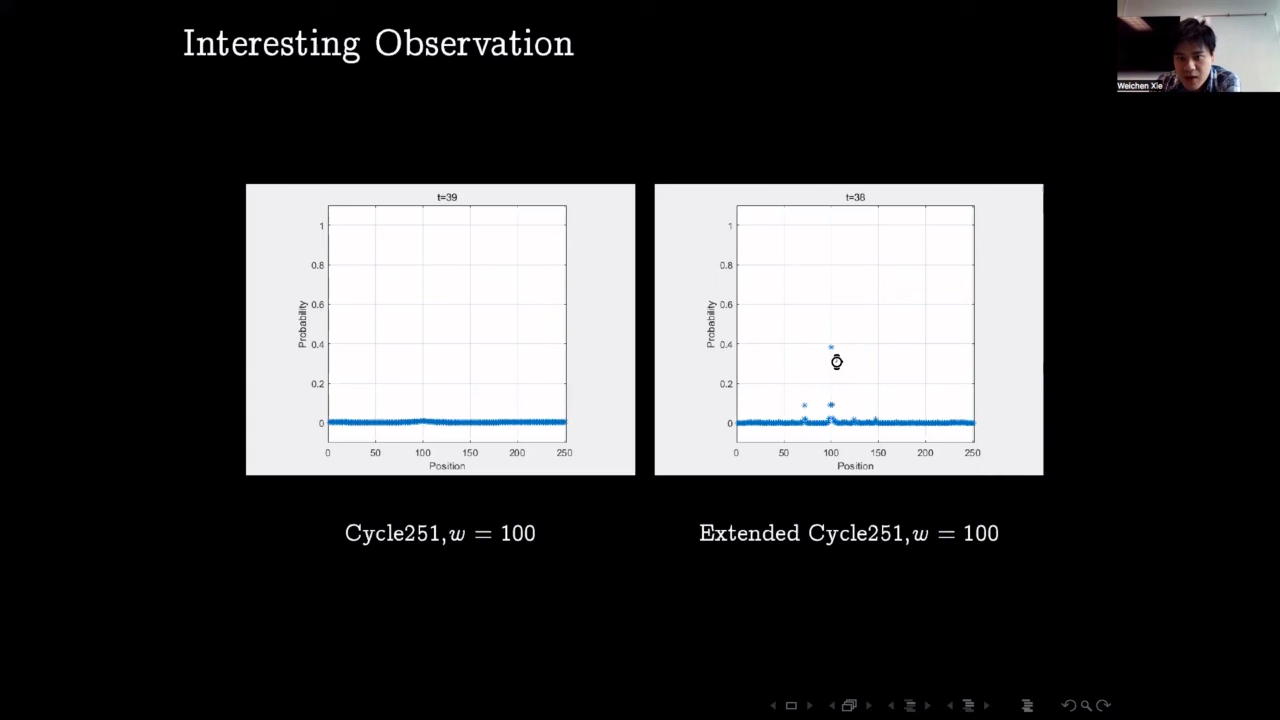 Interesting Observation
Weichen Xie
t=39
1
0.8
0.6
0.4
0.2
0
Probability
0 50 100 150 200 250
Position
t=38
1
0.8
0.6
0.4
0.2
0
Probability
0 50 100 150 200 250
Position
Cycle251, w = 100
Extended Cycle251, w = 100